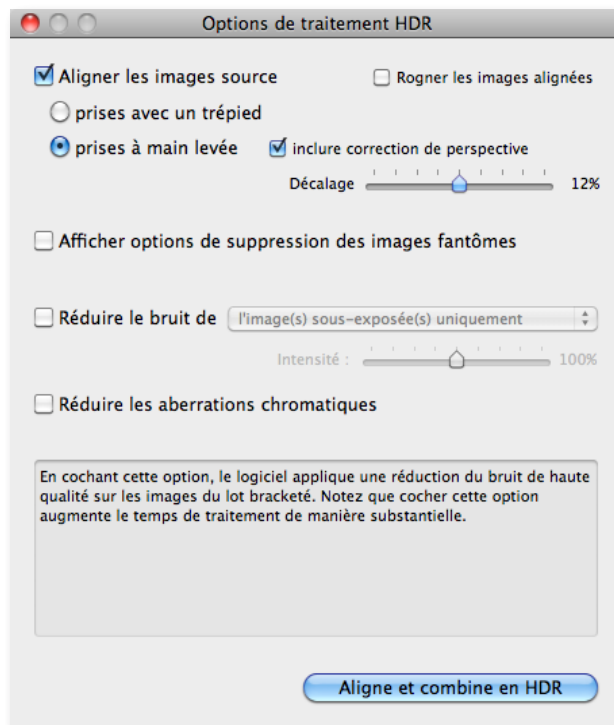 Options de traitement HDR
Aligner les images source
Rogner les images alignées
prises avec un trépied
prises à main levée
inclure correction de perspective
Décalage 12%
Afficher options de suppression des images fantômes
Réduire le bruit de l'image(s) sous-exposée(s) uniquement
Intensité : 100%
Réduire les aberrations chromatiques
En cochant cette option, le logiciel applique une réduction du bruit de haute
qualité sur les images du lot bracketé. Notez que cocher cette option
augmente le temps de traitement de manière substantielle.
Aligne et combine en HDR